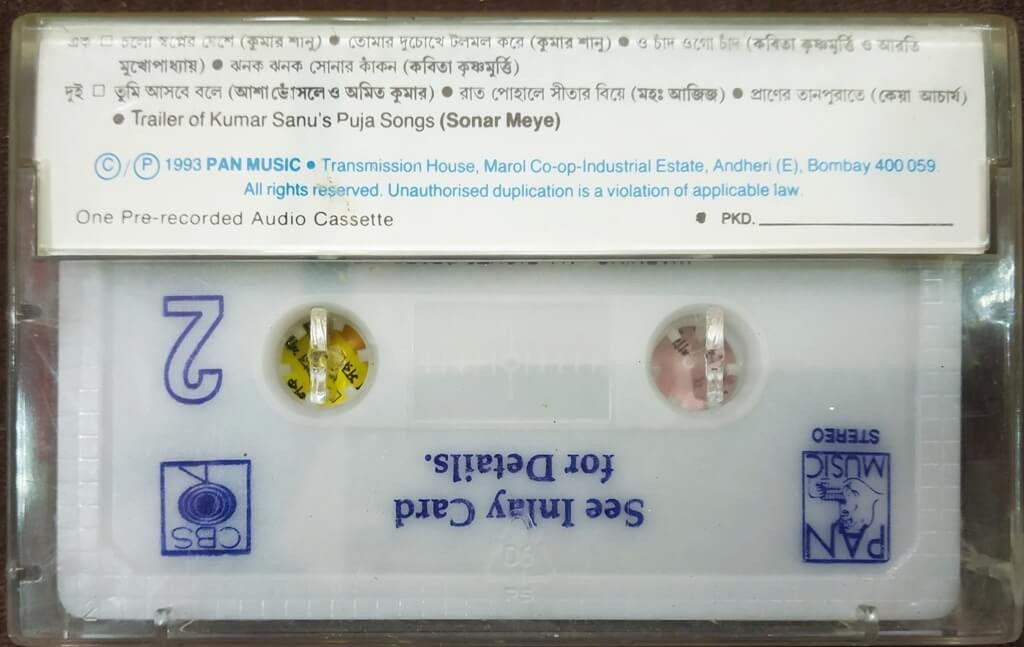 এক □ চলো স্বপ্নের দেশে (কুমার শানু) ● তোমার দুচোখে টলমল করে (কুমার শানু) ● ও চাঁদ ওগো চাঁদ (কবিতা কৃষ্ণমূর্ত্তি ও আরতি
মুখোপাধ্যায়) ● ঝনক ঝনক সোনার কাঁকন (কবিতা কৃষ্ণমূর্ত্তি)
দুই □ তুমি আসবে বলে (আশা ভোঁসলে ও অমিত কুমার) ● রাত পোহালে সীতার বিয়ে (মহঃ আজিজ) ● প্রাণের তানপুরাতে (কেয়া আচার্য)
● Trailer of Kumar Sanu's Puja Songs (Sonar Meye)
©/℗ 1993 PAN MUSIC ● Transmission House, Marol Co-op-Industrial Estate, Andheri (E), Bombay 400 059.
All rights reserved. Unauthorised duplication is a violation of applicable law.
One Pre-recorded Audio Cassette
● PKD.
2
See Inlay Card
for Details.
PAN
MUSIC
STEREO
CBS
06